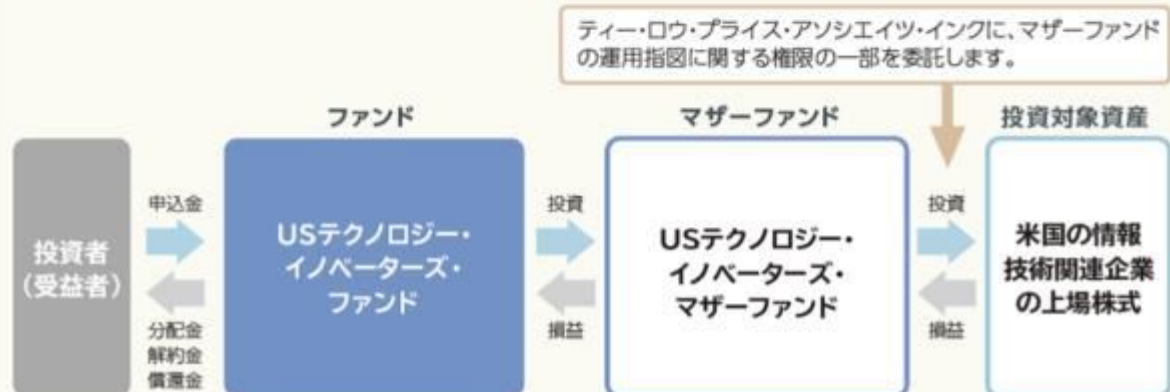 ティー・ロウ・プライス・アソシエイツ・インクに、マザーファンド
の運用指図に関する権限の一部を委託します。
ファンド
マザーファンド
投資対象資産
投資者
(受益者)
申込金
分配金
解約金
償還金
USテクノロジー・
イノベーターズ・
ファンド
投資
損益
USテクノロジー・
イノベーターズ・
マザーファンド
投資
損益
米国の情報
技術関連企業
の上場株式